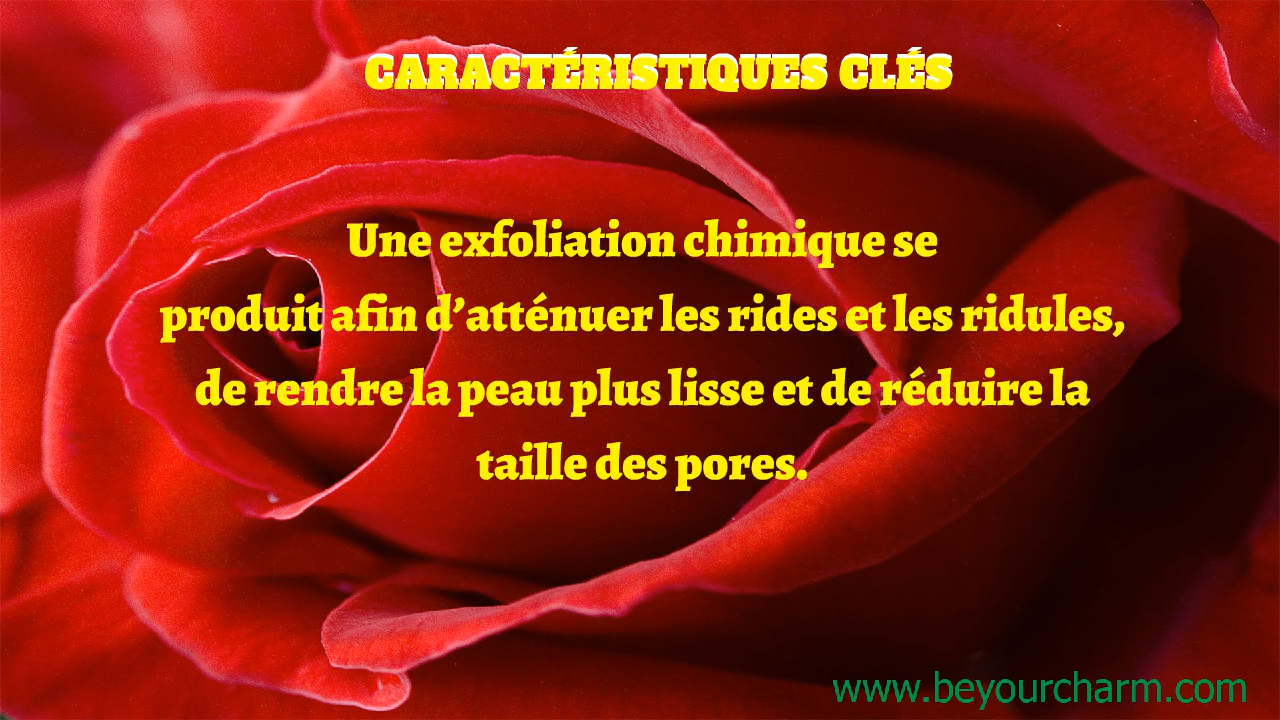 CARACTÉRISTIQUES CLÉS
Une exfoliation chimique se
produit afin d’atténuer les rides et les ridules,
de rendre la peau plus lisse et de réduire la
taille des pores.
www.beyourcharm.com